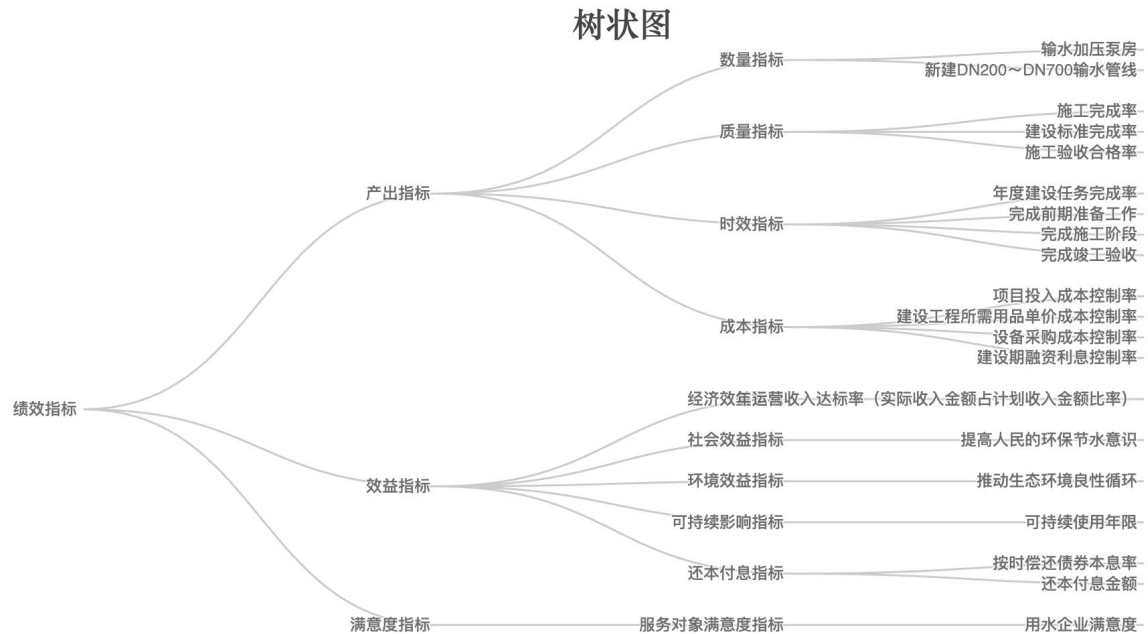 树状图
绩效指标
产出指标
数量指标
输水加压泵房
新建DN200～DN700输水管线
质量指标
施工完成率
建设标准完成率
施工验收合格率
时效指标
年度建设任务完成率
完成前期准备工作
完成施工阶段
完成竣工验收
成本指标
项目投入成本控制率
建设工程所需用品单价成本控制率
设备采购成本控制率
建设期融资利息控制率
效益指标
经济效
运营收入达标率（实际收入金额占计划收入金额比率）
社会效益指标
提高人民的环保节水意识
环境效益指标
推动生态环境良性循环
可持续影响指标
可持续使用年限
还本付息指标
按时偿还债券本息率
还本付息金额
满意度指标
服务对象满意度指标
用水企业满意度